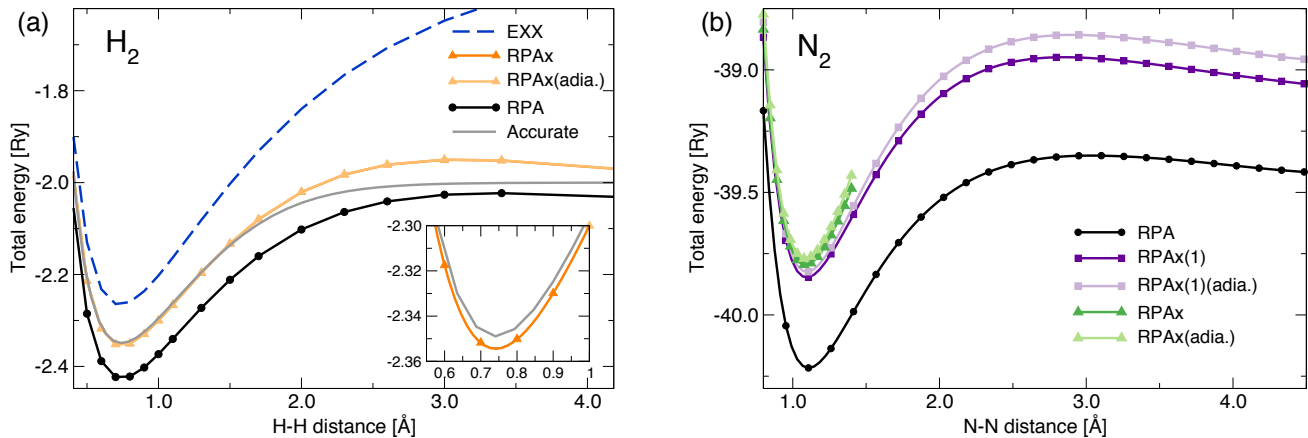 (a)
H2
EXX
RPAx
RPAx(adia.)
RPA
Accurate
Total energy [Ry]
-1.8
-2.0
-2.2
-2.4
1.0 2.0 3.0 4.0
H-H distance [Å]
-2.30
-2.32
-2.34
-2.36
0.6 0.7 0.8 0.9 1
(b)
N2
Total energy [Ry]
-39.0
-39.5
-40.0
RPA
RPAx(1)
RPAx(1)(adia.)
RPAx
RPAx(adia.)
1.0 2.0 3.0 4.0
N-N distance [Å]